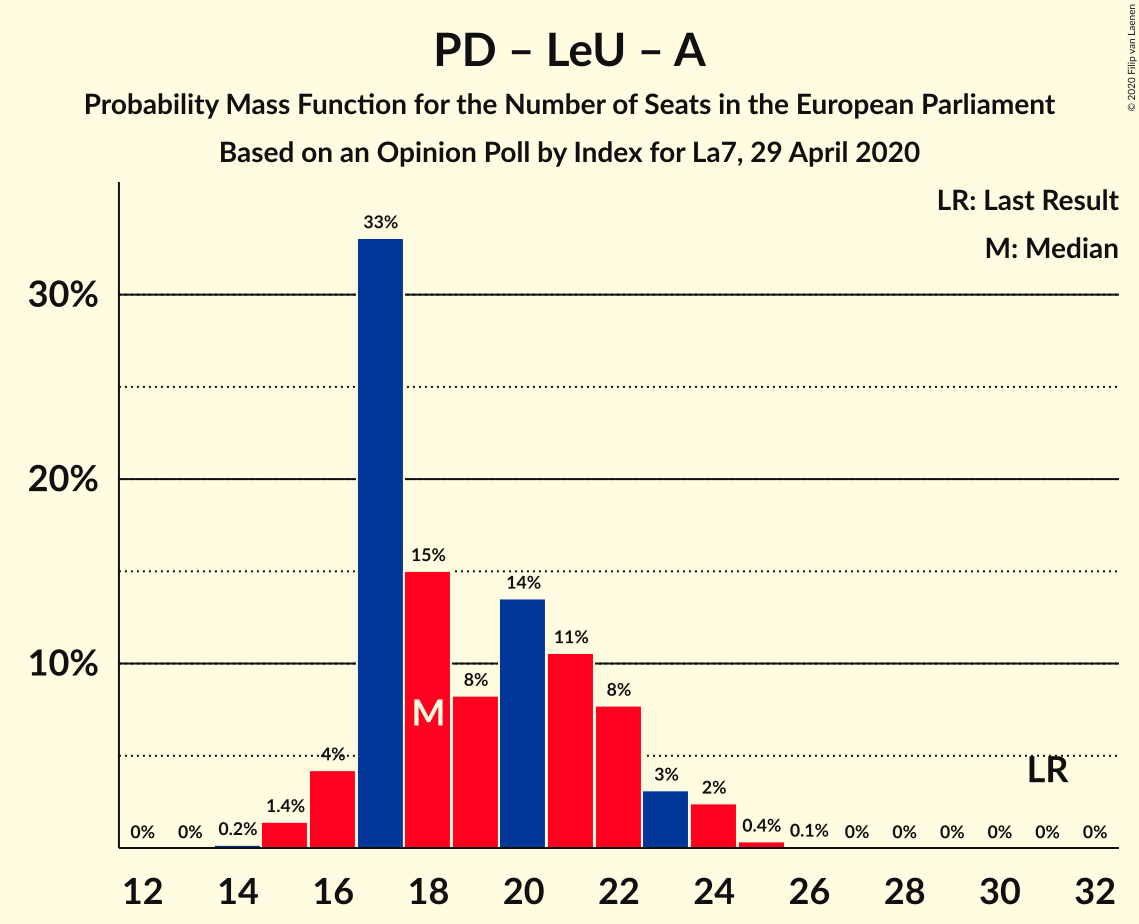 PD – LeU – A
Probability Mass Function for the Number of Seats in the European Parliament
Based on an Opinion Poll by Index for La7, 29 April 2020
© 2020 Filip van Laenen
LR: Last Result
M: Median
30%
20%
10%
0%
0%
0.2%
1.4%
4%
33%
15%
8%
14%
11%
8%
3%
2%
0.4%
0.1%
0%
0%
0%
0%
0%
0%
M
LR
12 14 16 18 20 22 24 26 28 30 32